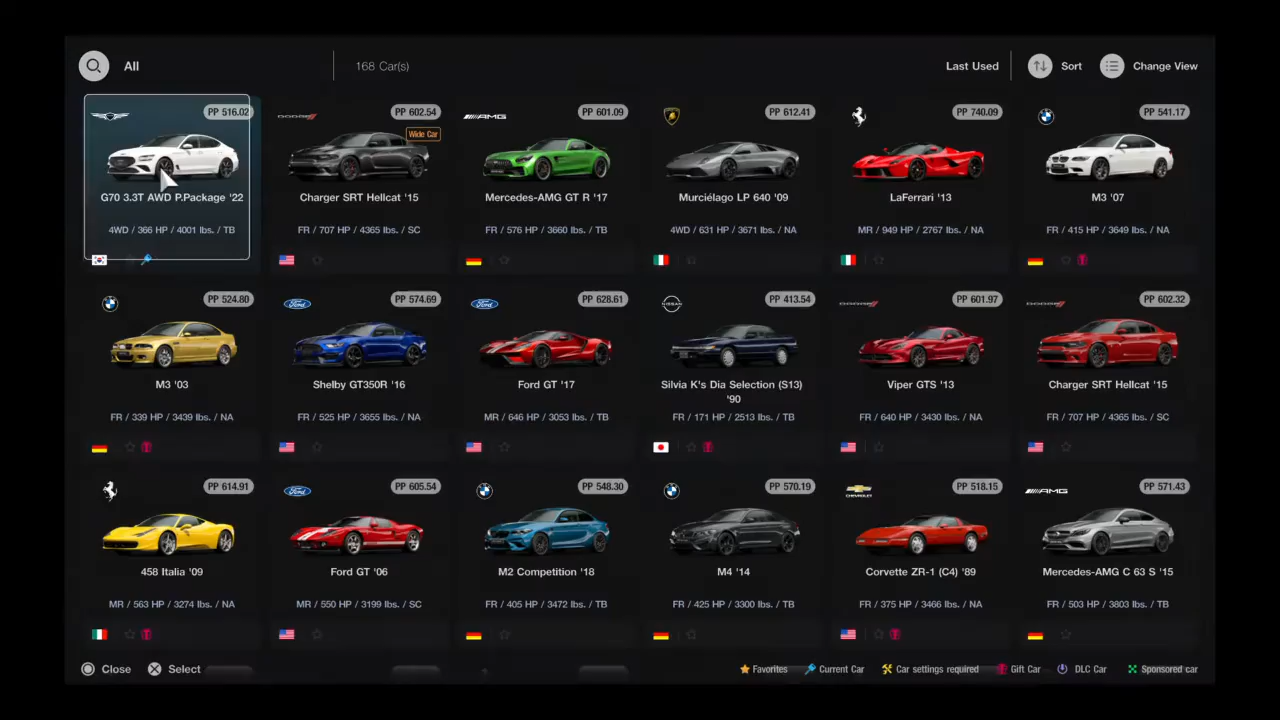 All
168 Car(s)
Last Used
Sort
Change View
PP 516.02
G70 3.3T AWD P.Package '22
4WD / 366 HP / 4001 lbs. / TB
DODGE
PP 602.54
Wide Car
Charger SRT Hellcat '15
FR / 707 HP / 4365 lbs. / SC
AMG
PP 601.09
Mercedes-AMG GT R '17
FR / 576 HP / 3660 lbs. / TB
PP 612.41
Murciélago LP 640 '09
4WD / 631 HP / 3671 lbs. / NA
PP 740.09
LaFerrari '13
MR / 949 HP / 2767 lbs. / NA
PP 541.17
M3 '07
FR / 415 HP / 3649 lbs. / NA
PP 524.80
M3 '03
FR / 339 HP / 3439 lbs. / NA
Ford
PP 574.69
Shelby GT350R '16
FR / 525 HP / 3655 lbs. / NA
Ford
PP 628.61
Ford GT '17
MR / 646 HP / 3053 lbs. / TB
NISSAN
PP 413.54
Silvia K's Dia Selection (S13)
'90
FR / 171 HP / 2513 lbs. / TB
DODGE
PP 601.97
Viper GTS '13
FR / 640 HP / 3430 lbs. / NA
DODGE
PP 602.32
Charger SRT Hellcat '15
FR / 707 HP / 4365 lbs. / SC
PP 614.91
458 Italia '09
MR / 563 HP / 3274 lbs. / NA
Ford
PP 605.54
Ford GT '06
MR / 550 HP / 3199 lbs. / SC
PP 548.30
M2 Competition '18
FR / 405 HP / 3472 lbs. / TB
PP 570.19
M4 '14
FR / 425 HP / 3300 lbs. / TB
CHEVROLET
PP 518.15
Corvette ZR-1 (C4) '89
FR / 375 HP / 3466 lbs. / NA
AMG
PP 571.43
Mercedes-AMG C 63 S '15
FR / 503 HP / 3803 lbs. / TB
Close
Select
Favorites
Current Car
Car settings required
Gift Car
DLC Car
Sponsored car